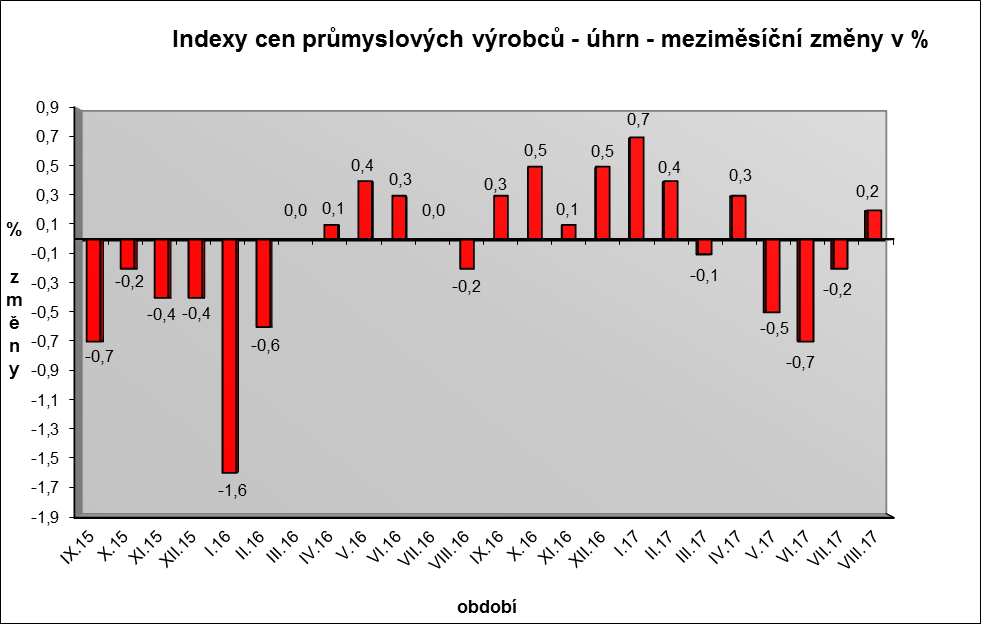 Indexy cen průmyslových výrobců - úhrn - meziměsíční změny v %
0,9
0,7
0,5
0,3
0,1
-0,1
-0,3
-0,5
-0,7
-0,9
-1,1
-1,3
-1,5
-1,7
-1,9
%
změny
-0,7
-0,2
-0,4
-0,4
-1,6
-0,6
0,0
0,1
0,4
0,3
0,0
-0,2
0,3
0,5
0,1
0,5
0,7
0,4
-0,1
0,3
-0,5
-0,7
-0,2
0,2
IX.15
X.15
XI.15
XII.15
I.16
II.16
III.16
IV.16
V.16
VI.16
VII.16
VIII.16
IX.16
X.16
XI.16
XII.16
I.17
II.17
III.17
IV.17
V.17
VI.17
VII.17
VIII.17
období